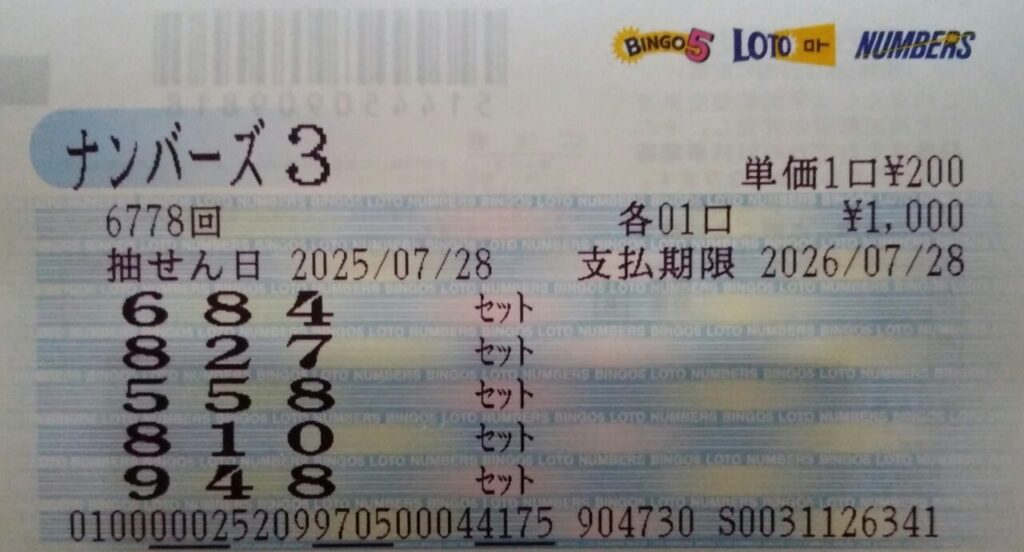 BINGO5 LOTO ロト NUMBERS
ナンバーズ 3
単価1口¥200
6778回 各01口 ¥1,000
抽せん日 2025/07/28 支払期限 2026/07/28
6 8 4 セット
8 2 7 セット
5 5 8 セット
8 1 0 セット
9 4 8 セット
01000002520997050004​4175 904730 S0031126341